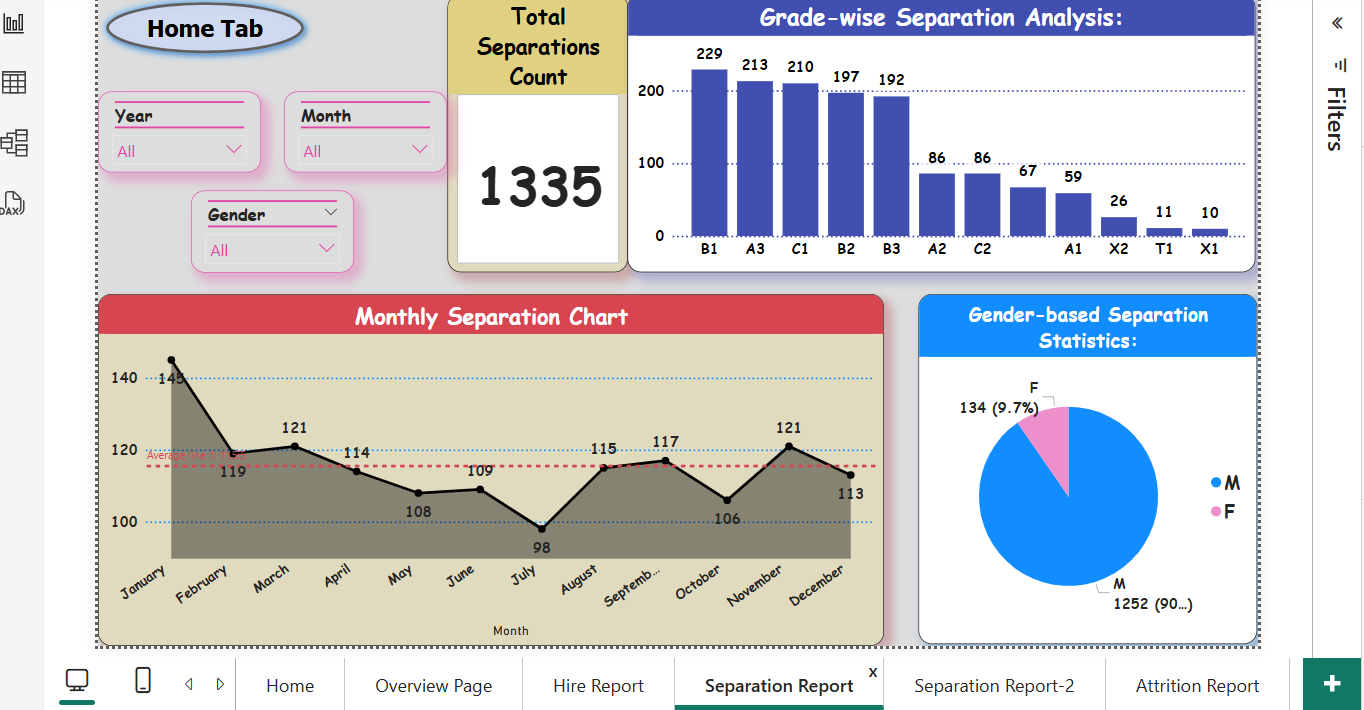 Home Tab
Year
All
Month
All
Gender
All
Total
Separations
Count
1335
Grade-wise Separation Analysis:
200
100
0
229
213
210
197
192
86
86
67
59
26
11
10
B1
A3
C1
B2
B3
A2
C2
A1
X2
T1
X1
Monthly Separation Chart
140
120
100
145
119
121
114
108
109
98
115
117
106
121
113
Average line
January
February
March
April
May
June
July
August
Septemb...
October
November
December
Month
Gender-based Separation
Statistics:
F
134 (9.7%)
M
1252 (90...)
M
F
«
Filters
DAX
Home
Overview Page
Hire Report
Separation Report
x
Separation Report-2
Attrition Report
+